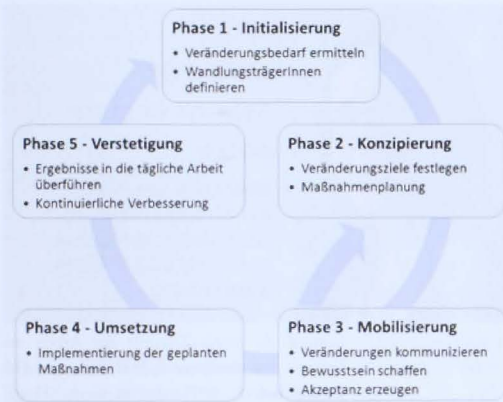 Phase 1 - Initialisierung
• Veränderungsbedarf ermitteln
• WandlungsträgerInnen
definieren
Phase 2 - Konzipierung
• Veränderungsziele festlegen
• Maßnahmenplanung
Phase 3 - Mobilisierung
• Veränderungen kommunizieren
• Bewusstsein schaffen
• Akzeptanz erzeugen
Phase 4 - Umsetzung
• Implementierung der geplanten
Maßnahmen
Phase 5 - Verstetigung
• Ergebnisse in die tägliche Arbeit
überführen
• Kontinuierliche Verbesserung